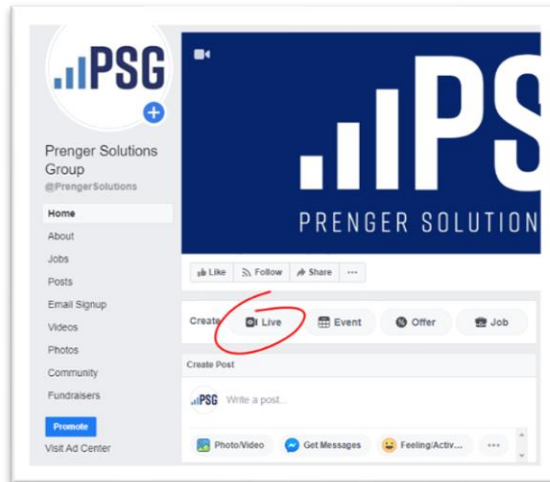 PSG
Prenger Solutions
Group
@PrengerSolutions
Home
About
Jobs
Posts
Email Signup
Videos
Photos
Community
Fundraisers
Promote
Visit Ad Center
PS
PRENGER SOLUTION
Like Follow Share ...
Create Live Event Offer Job
Create Post
PSG Write a post...
Photo/Video Get Messages Feeling/Activ... ...